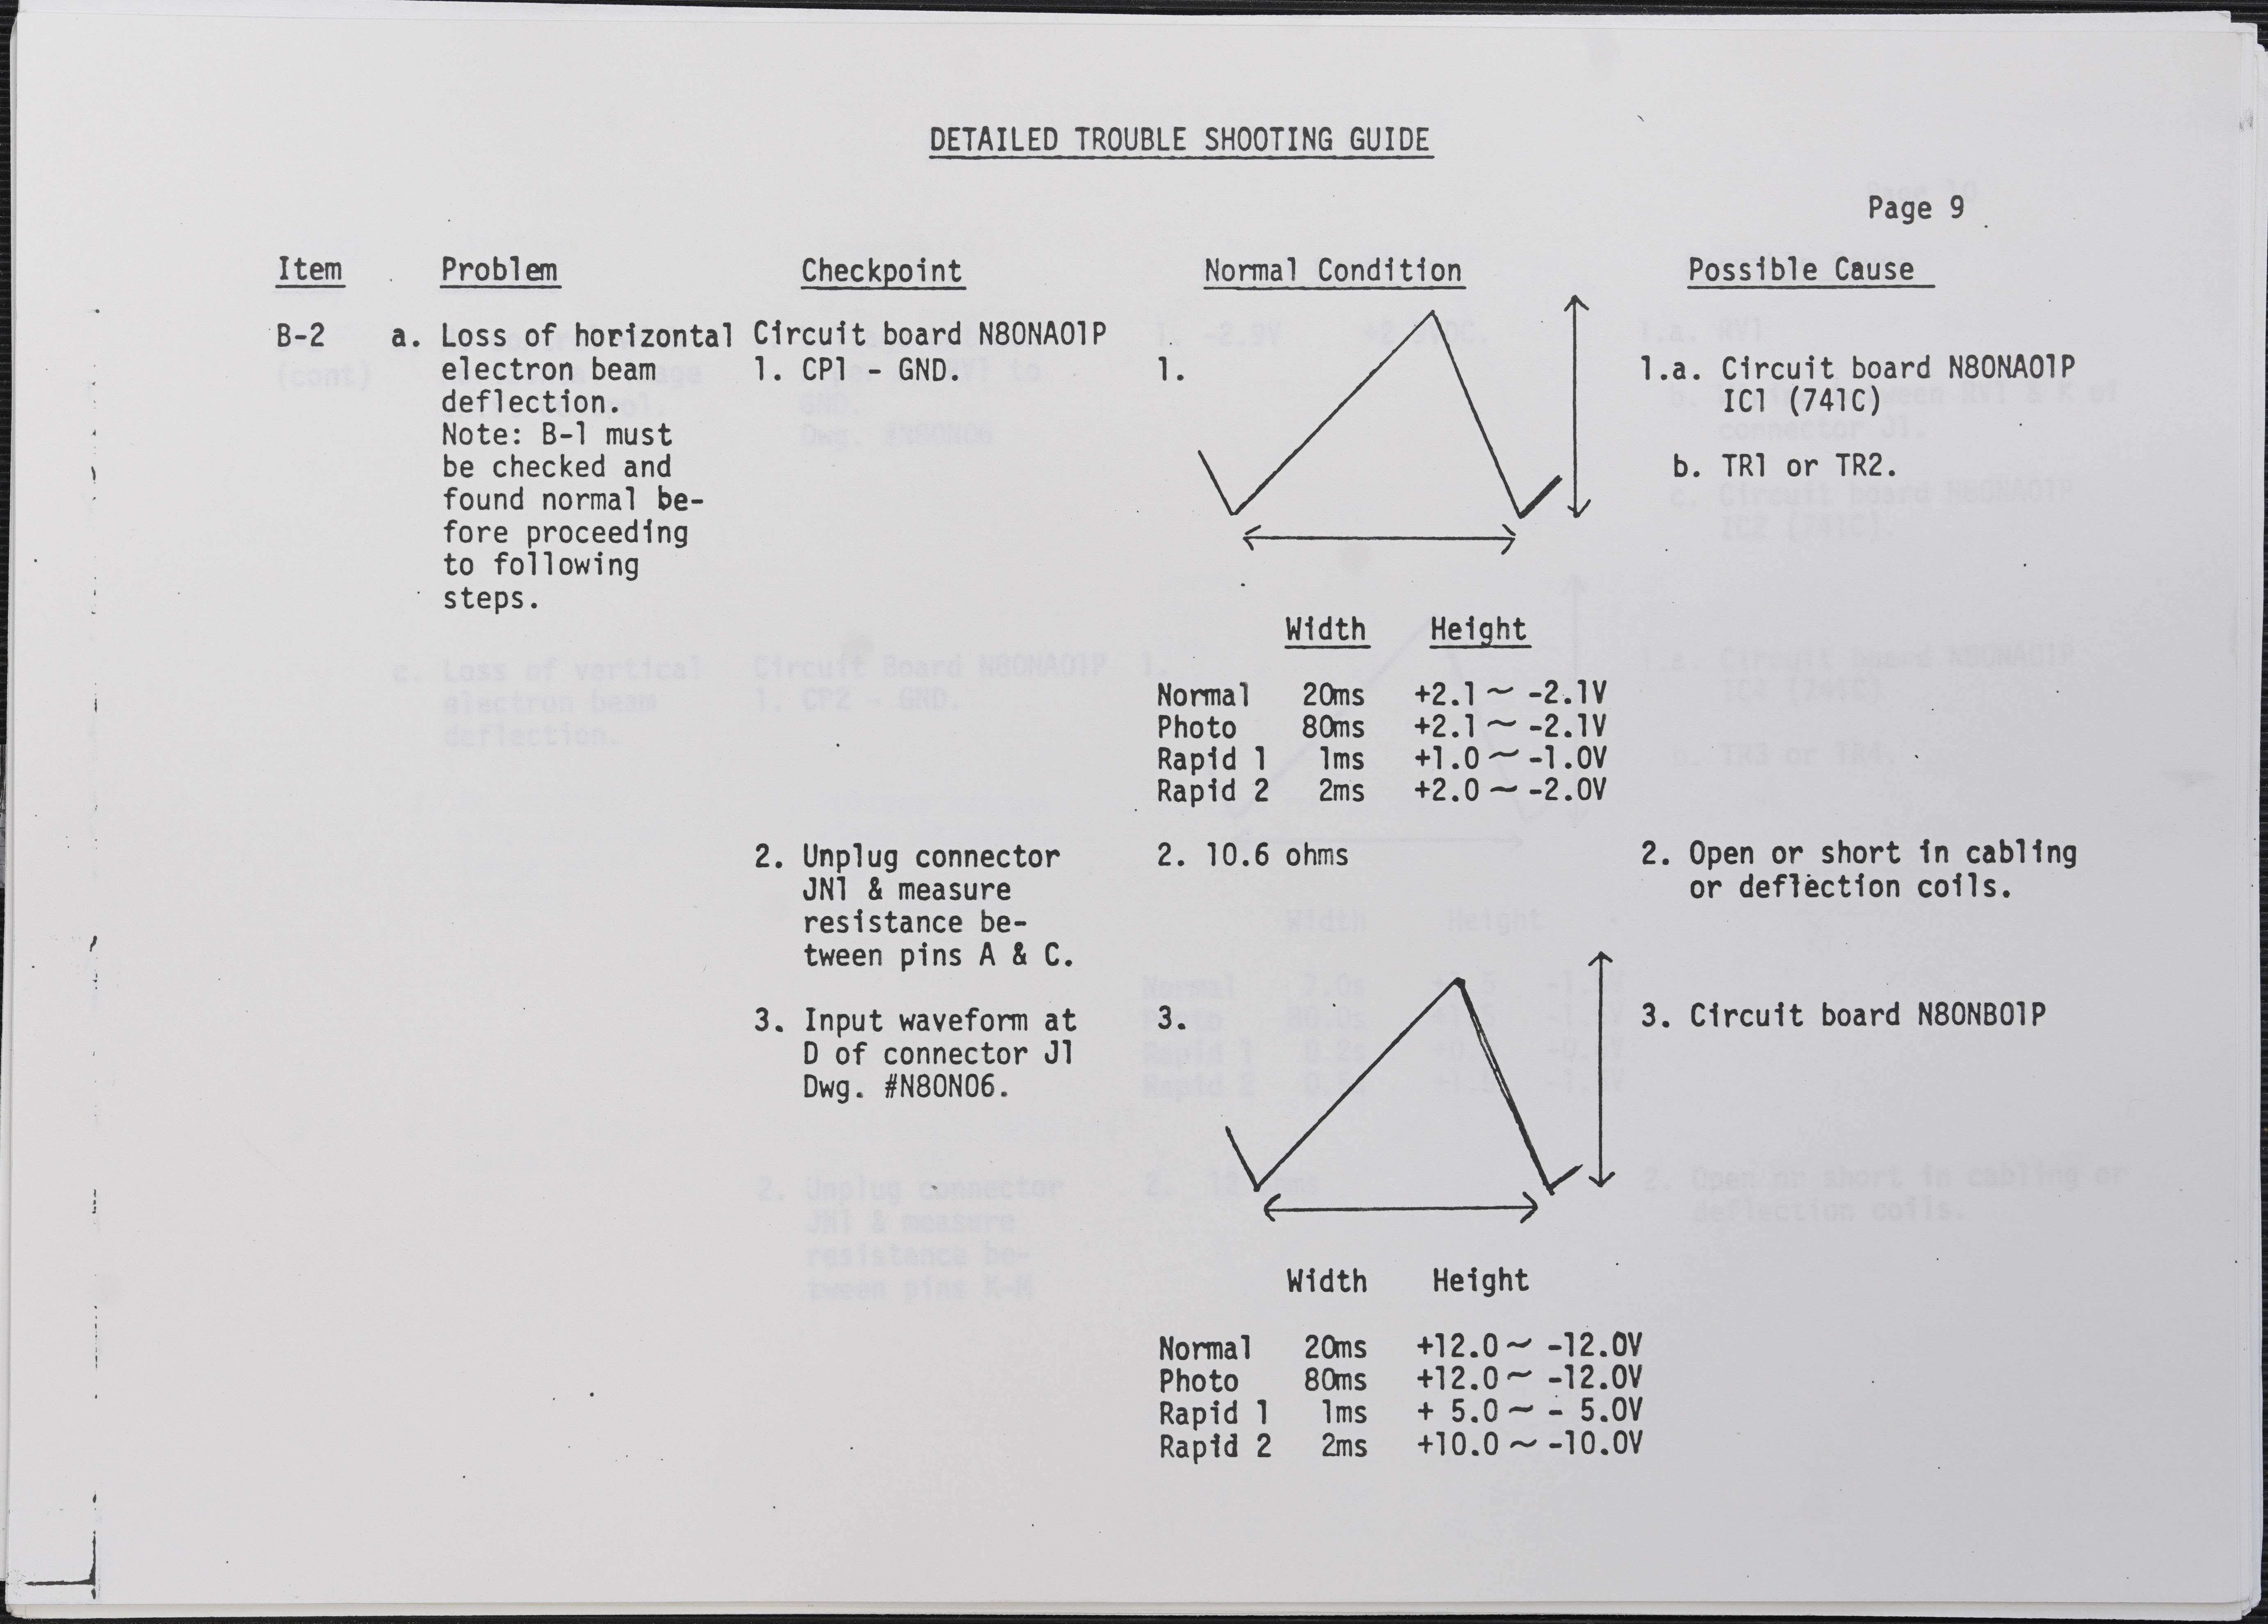 DETAILED TROUBLE SHOOTING GUIDE
Page 9
Item Problem Checkpoint Normal Condition Possible Cause
B-2 a. Loss of horizontal
electron beam
deflection.
Note: B-1 must
be checked and
found normal be-
fore proceeding
to following
steps.
Circuit board N80NA01P
1. CP1 - GND.
1.
1.a. Circuit board N80NA01P
IC1 (741C)
b. TR1 or TR2.
Width Height
Normal 20ms +2.1 ~ -2.1V
Photo 80ms +2.1 ~ -2.1V
Rapid 1 1ms +1.0 ~ -1.0V
Rapid 2 2ms +2.0 ~ -2.0V
2. Unplug connector
JN1 & measure
resistance be-
tween pins A & C.
2. 10.6 ohms
2. Open or short in cabling
or deflection coils.
3. Input waveform at
D of connector J1
Dwg. #N80N06.
3.
3. Circuit board N80NB01P
Width Height
Normal 20ms +12.0 ~ -12.0V
Photo 80ms +12.0 ~ -12.0V
Rapid 1 1ms + 5.0 ~ - 5.0V
Rapid 2 2ms +10.0 ~ -10.0V